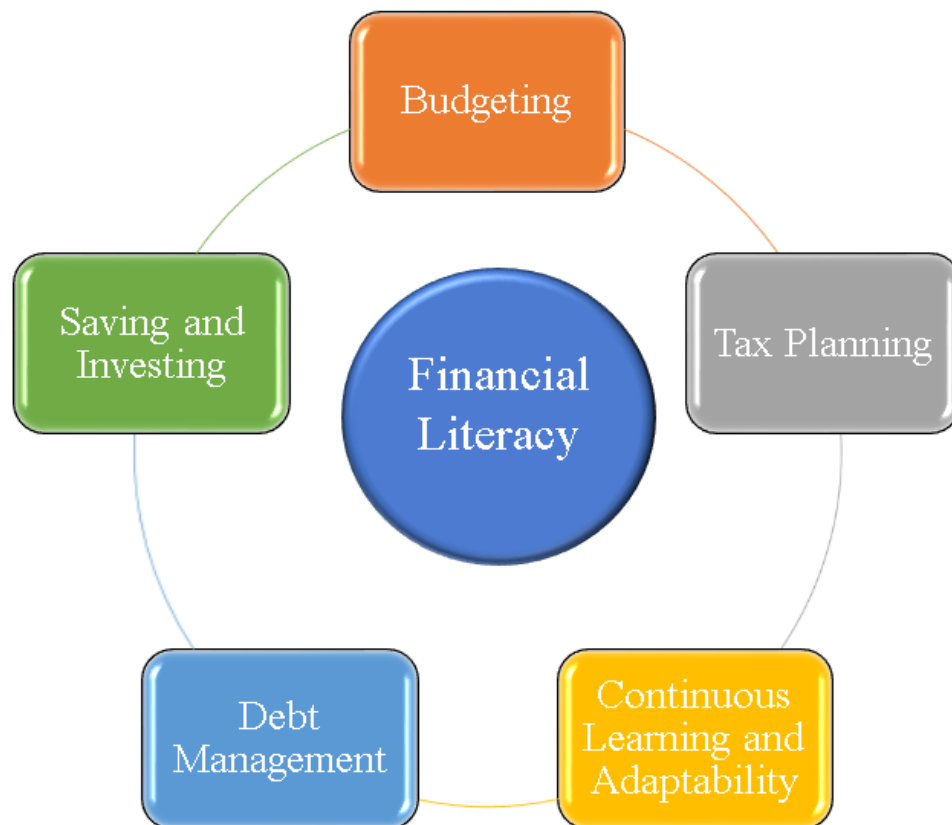 Budgeting
Saving and
Investing
Tax Planning
Financial
Literacy
Debt
Management
Continuous
Learning and
Adaptability